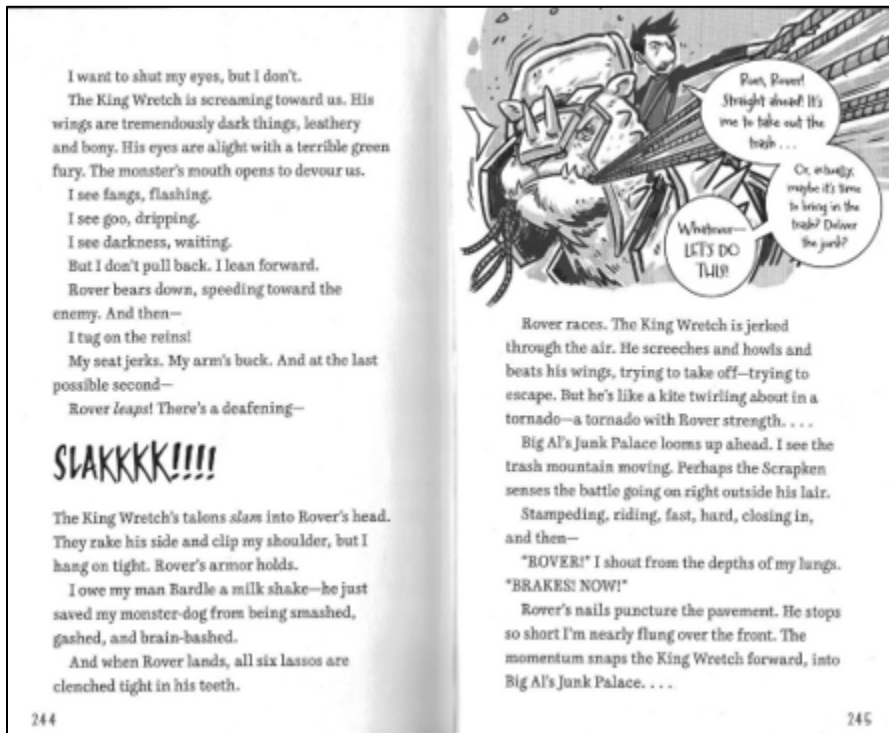 I want to shut my eyes, but I don't.
The King Wretch is screaming toward us. His
wings are tremendously dark things, leathery
and bony. His eyes are alight with a terrible green
fury. The monster's mouth opens to devour us.
I see fangs, flashing.
I see goo, dripping.
I see darkness, waiting.
But I don't pull back. I lean forward.
Rover bears down, speeding toward the
enemy. And then—
I tug on the reins!
My seat jerks. My arm's buck. And at the last
possible second—
Rover leaps! There's a deafening—
SLAKKKK!!!!
The King Wretch's talons slam into Rover's head.
They rake his side and clip my shoulder, but I
hang on tight. Rover's armor holds.
I owe my man Bardle a milk shake—he just
saved my monster-dog from being smashed,
gashed, and brain-bashed.
And when Rover lands, all six lassos are
clenched tight in his teeth.
244
Run, Rover!
Straight ahead! It's
me to take out the
trash . . .
Or, actually,
maybe it's time
to bring in the
trash? Deliver
the junk?
Whatever—
LET'S DO
THIS!
Rover races. The King Wretch is jerked
through the air. He screeches and howls and
beats his wings, trying to take off—trying to
escape. But he's like a kite twirling about in a
tornado—a tornado with Rover strength. . . .
Big Al's Junk Palace looms up ahead. I see the
trash mountain moving. Perhaps the Scrapken
senses the battle going on right outside his lair.
Stampeding, riding, fast, hard, closing in,
and then—
"ROVER!" I shout from the depths of my lungs.
"BRAKES! NOW!"
Rover's nails puncture the pavement. He stops
so short I'm nearly flung over the front. The
momentum snaps the King Wretch forward, into
Big Al's Junk Palace. . . .
245